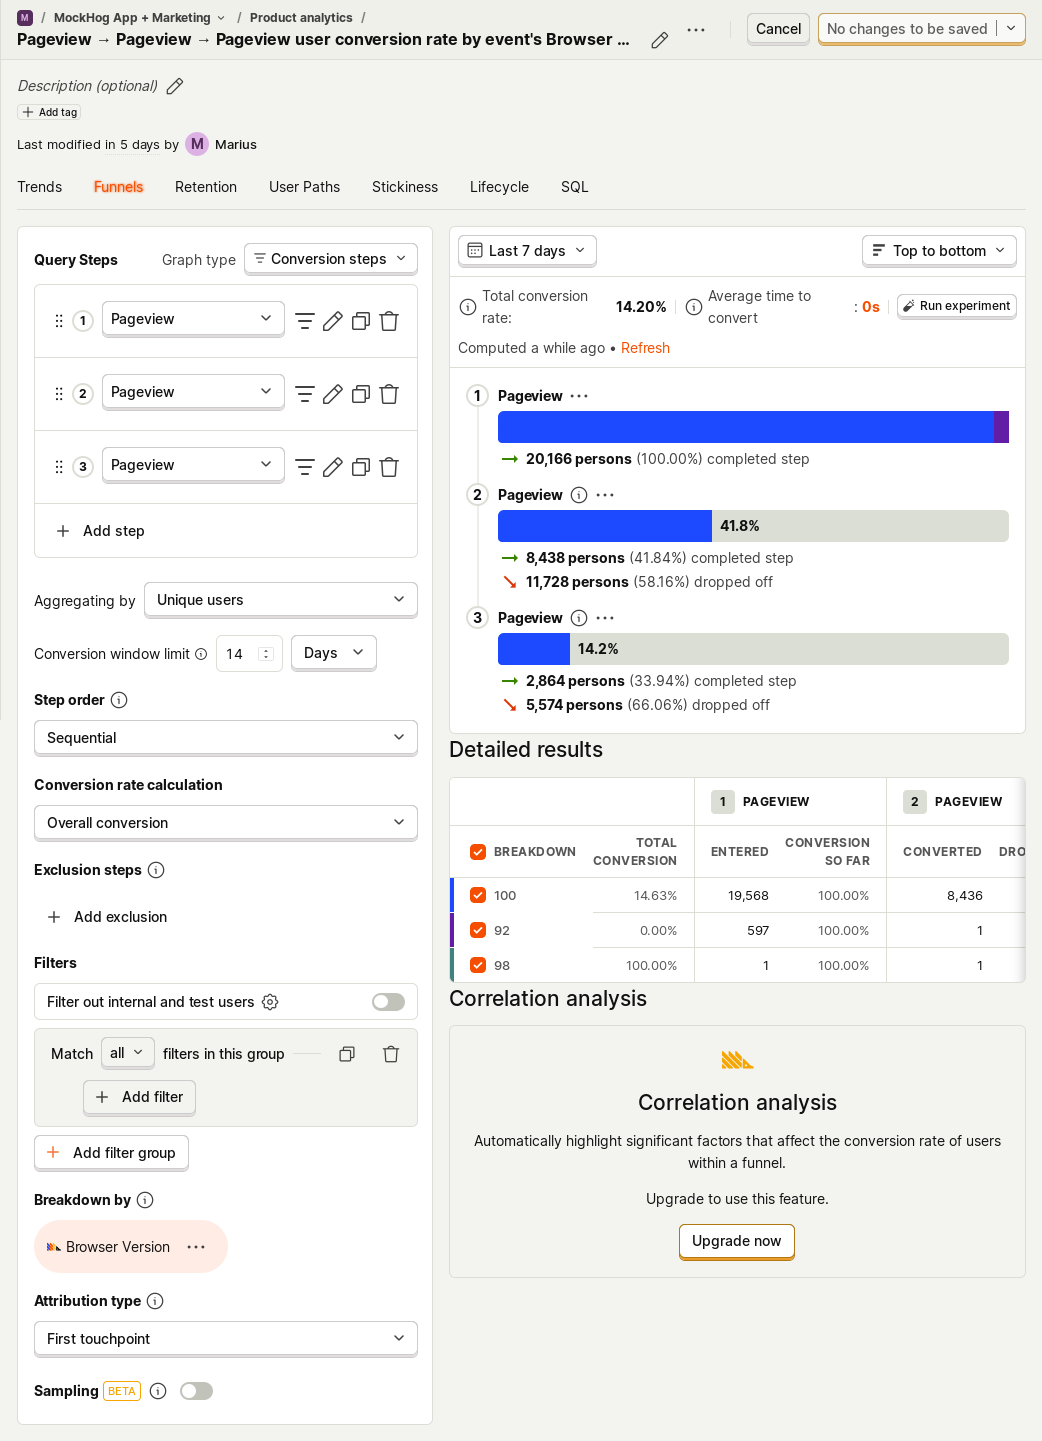 M / MockHog App + Marketing / Product analytics /
Pageview → Pageview → Pageview user conversion rate by event's Browser ...
Cancel
No changes to be saved
Description (optional)
Add tag
Last modified in 5 days by M Marius
Trends Funnels Retention User Paths Stickiness Lifecycle SQL
Query Steps Graph type Conversion steps
1 Pageview
2 Pageview
3 Pageview
Add step
Aggregating by Unique users
Conversion window limit 14 Days
Step order
Sequential
Conversion rate calculation
Overall conversion
Exclusion steps
Add exclusion
Filters
Filter out internal and test users
Match all filters in this group
Add filter
Add filter group
Breakdown by
Browser Version
Attribution type
First touchpoint
Sampling BETA
Last 7 days Top to bottom
Total conversion rate: 14.20% Average time to convert : 0s Run experiment
Computed a while ago • Refresh
1 Pageview
20,166 persons (100.00%) completed step
2 Pageview
41.8%
8,438 persons (41.84%) completed step
11,728 persons (58.16%) dropped off
3 Pageview
14.2%
2,864 persons (33.94%) completed step
5,574 persons (66.06%) dropped off
Detailed results
1 PAGEVIEW 2 PAGEVIEW
BREAKDOWN TOTAL CONVERSION ENTERED CONVERSION SO FAR CONVERTED DRO
100 14.63% 19,568 100.00% 8,436
92 0.00% 597 100.00% 1
98 100.00% 1 100.00% 1
Correlation analysis
Correlation analysis
Automatically highlight significant factors that affect the conversion rate of users
within a funnel.
Upgrade to use this feature.
Upgrade now